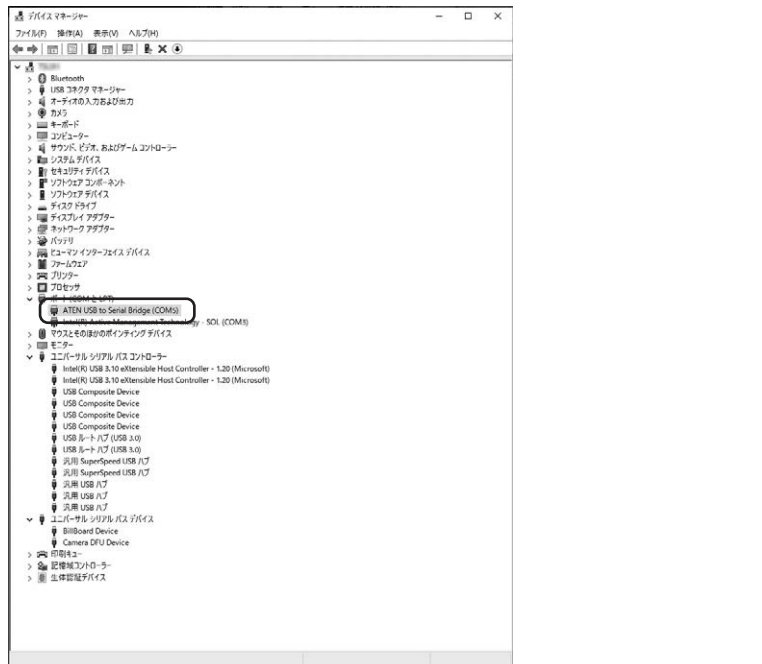 デバイス マネージャー
ファイル(F) 操作(A) 表示(V) ヘルプ(H)
Bluetooth
USB コネクタ マネージャー
オーディオの入力および出力
カメラ
キーボード
コンピューター
サウンド、ビデオ、およびゲーム コントローラー
システム デバイス
セキュリティ デバイス
ソフトウェア コンポーネント
ソフトウェア デバイス
ディスク ドライブ
ディスプレイ アダプター
ネットワーク アダプター
バッテリ
ヒューマン インターフェイス デバイス
ファームウェア
プリンター
プロセッサ
ポート (COM と LPT)
ATEN USB to Serial Bridge (COM5)
Intel(R) Active Management Technology - SOL (COM3)
マウスとそのほかのポインティング デバイス
モニター
ユニバーサル シリアル バス コントローラー
Intel(R) USB 3.10 eXtensible Host Controller - 1.20 (Microsoft)
Intel(R) USB 3.10 eXtensible Host Controller - 1.20 (Microsoft)
USB Composite Device
USB Composite Device
USB Composite Device
USB Composite Device
USB ルート ハブ (USB 3.0)
USB ルート ハブ (USB 3.0)
汎用 SuperSpeed USB ハブ
汎用 SuperSpeed USB ハブ
汎用 USB ハブ
汎用 USB ハブ
汎用 USB ハブ
ユニバーサル シリアル バス デバイス
BillBoard Device
Camera DFU Device
印刷キュー
記憶域コントローラー
生体認証デバイス